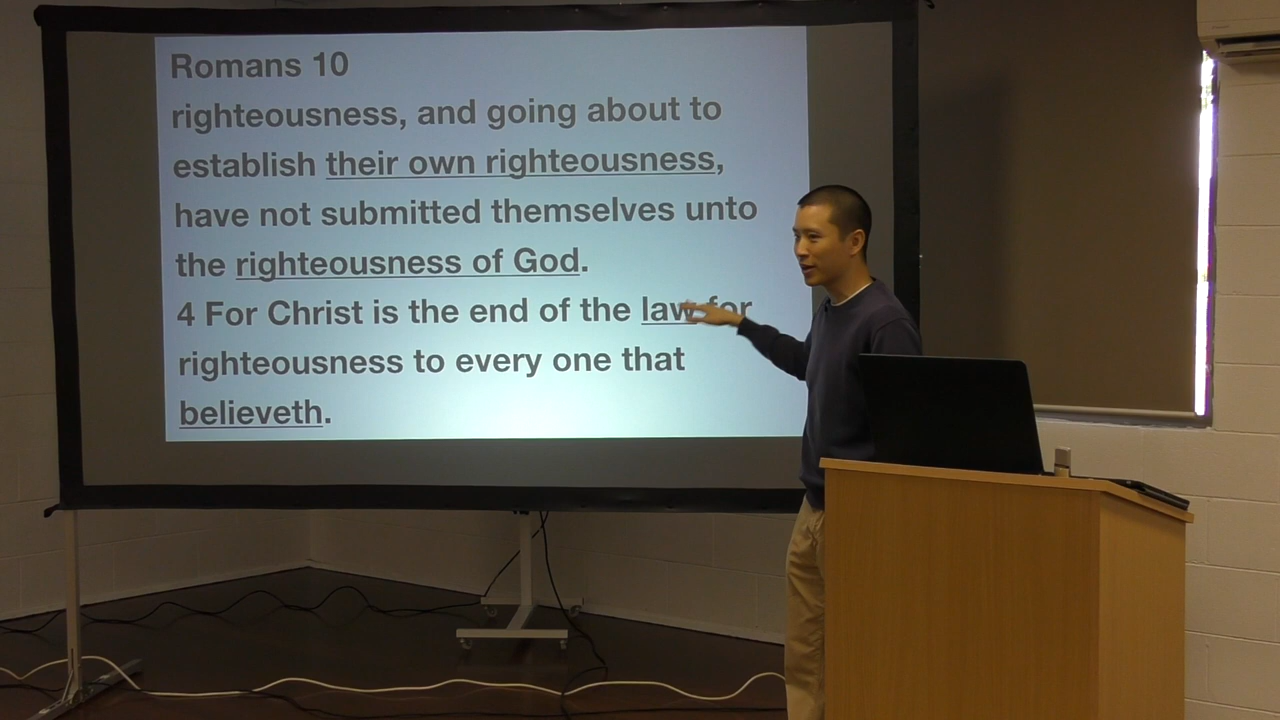 Romans 10
righteousness, and going about to
establish their own righteousness,
have not submitted themselves unto
the righteousness of God.
4 For Christ is the end of the law for
righteousness to every one that
believeth.